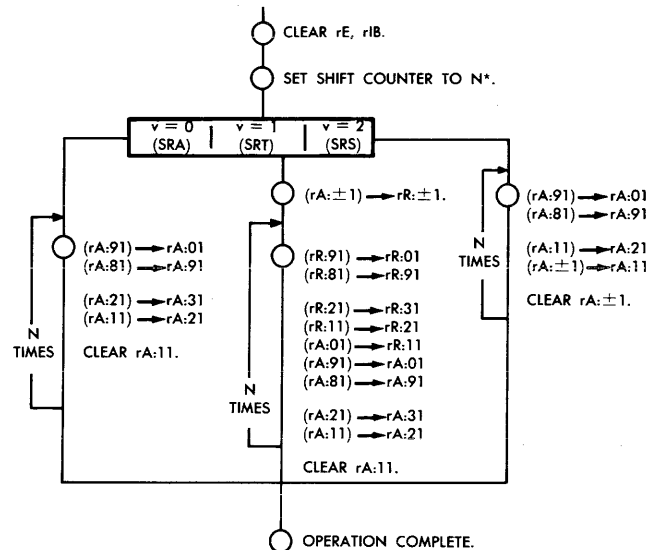 CLEAR rE, rIB.
SET SHIFT COUNTER TO N*.
v = 0 | v = 1 | v = 2
(SRA) (SRT) (SRS)
(rA:±1) → rR:±1.
N
TIMES
(rA:91) → rA:01
(rA:81) → rA:91
(rA:21) → rA:31
(rA:11) → rA:21
CLEAR rA:11.
N
TIMES
(rR:91) → rR:01
(rR:81) → rR:91
(rR:21) → rR:31
(rR:11) → rR:21
(rA:01) → rR:11
(rA:91) → rA:01
(rA:81) → rA:91
(rA:21) → rA:31
(rA:11) → rA:21
CLEAR rA:11.
N
TIMES
(rA:91) → rA:01
(rA:81) → rA:91
(rA:11) → rA:21
(rA:±1) → rA:11
CLEAR rA:±1.
OPERATION COMPLETE.